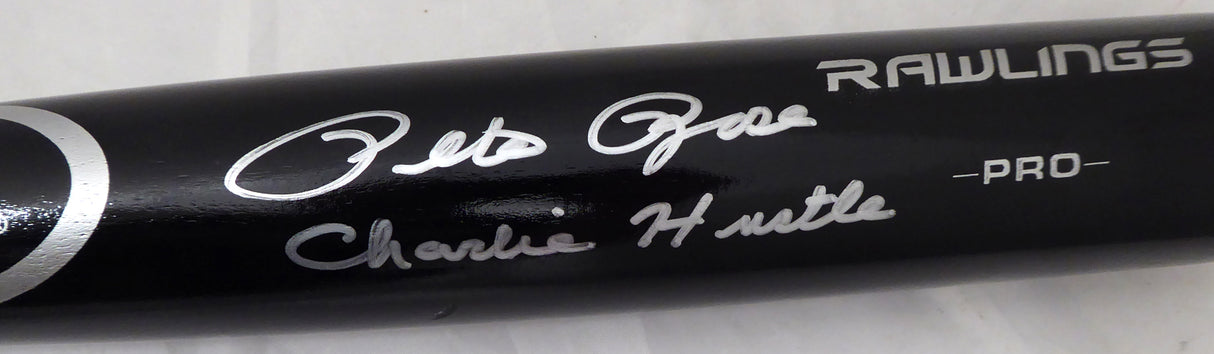 RAWLINGS
Pete Rose
-PRO-
Charlie Hustle